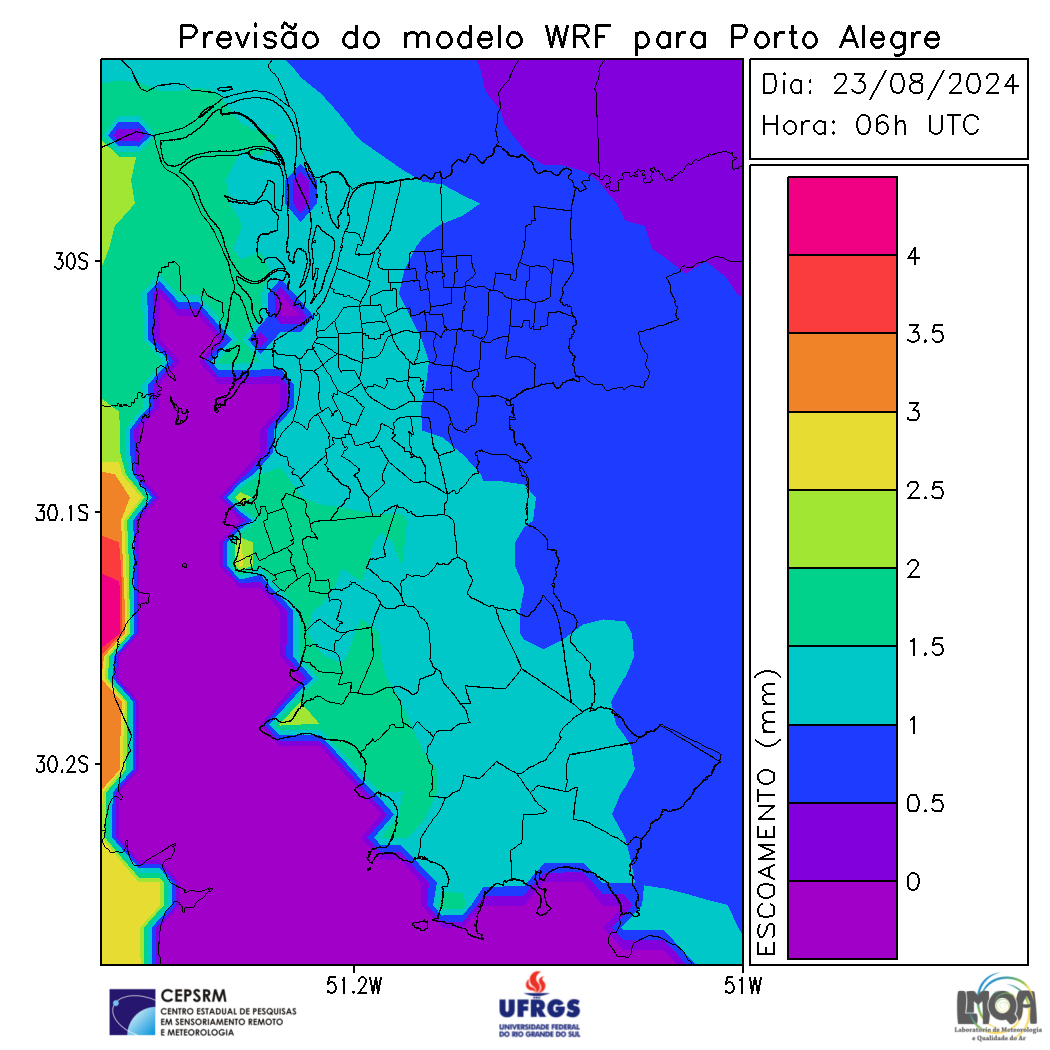 Previsão do modelo WRF para Porto Alegre
Dia: 23/08/2024
Hora: 06h UTC
30S
30.1S
30.2S
51.2W
51W
ESCOAMENTO (mm)
4
3.5
3
2.5
2
1.5
1
0.5
0
CEPSRM
CENTRO ESTADUAL DE PESQUISAS
EM SENSORIAMENTO REMOTO
E METEOROLOGIA
UFRGS
UNIVERSIDADE FEDERAL
DO RIO GRANDE DO SUL
LMQA
Laboratório de Meteorologia
e Qualidade do Ar